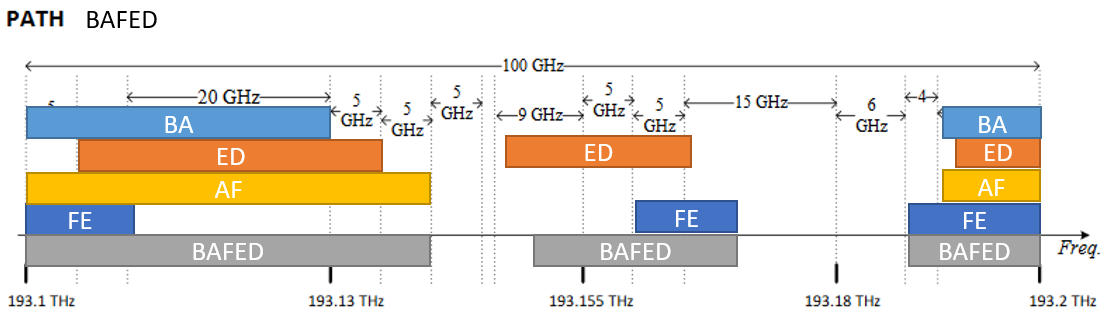 PATH BAFED
100 GHz
20 GHz
5
GHz
5
GHz
5
GHz
9 GHz
5
GHz
5
GHz
15 GHz
6
GHz
4
BA
BA
ED
ED
ED
AF
AF
FE
FE
FE
BAFED
BAFED
BAFED
Freq.
193.1 THz
193.13 THz
193.155 THz
193.18 THz
193.2 THz